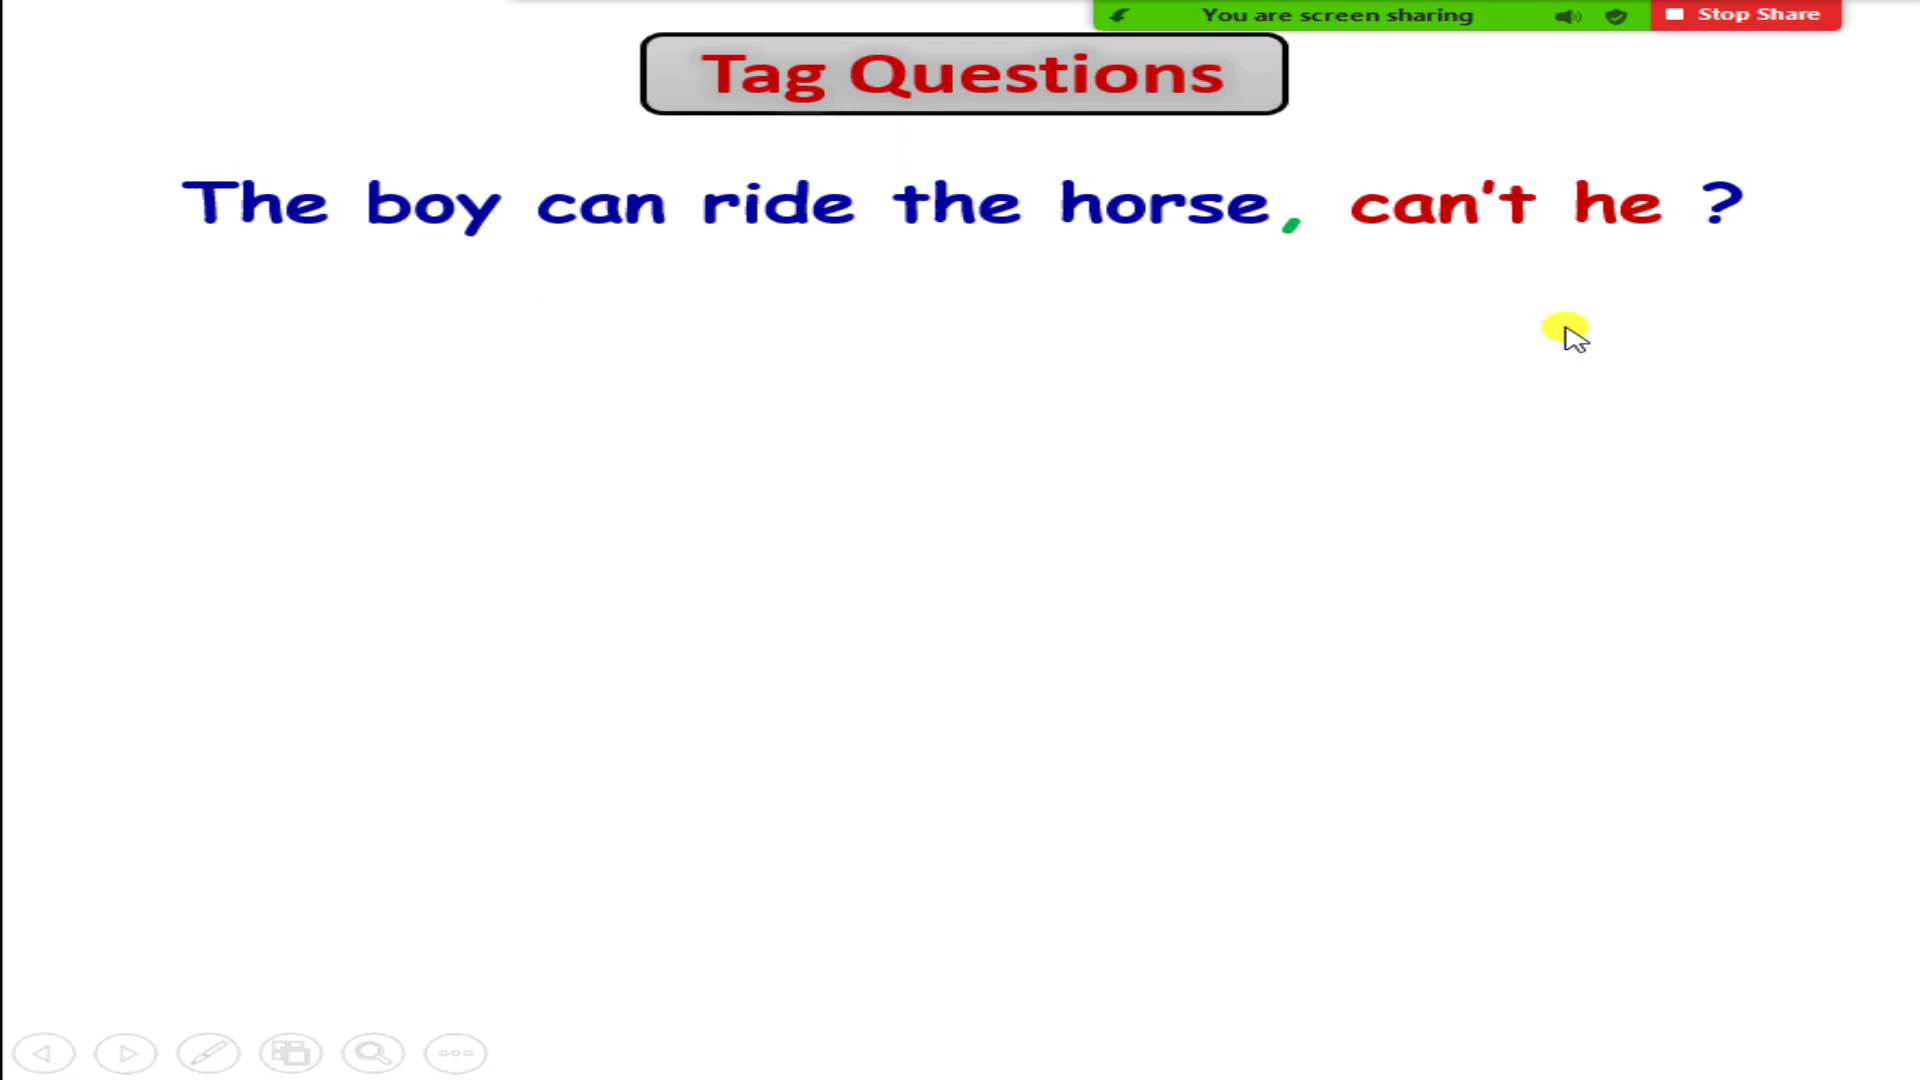 You are screen sharing Stop Share
Tag Questions
The boy can ride the horse, can't he ?